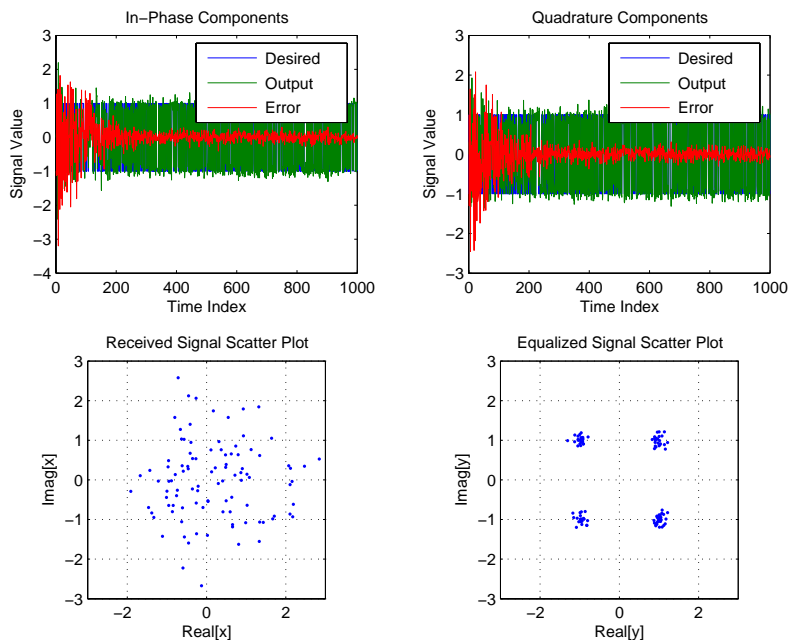 In−Phase Components
3
2
1
0
−1
−2
−3
−4
0
200
400
600
800
1000
Time Index
Signal Value
Desired
Output
Error
Quadrature Components
3
2
1
0
−1
−2
−3
0
200
400
600
800
1000
Time Index
Signal Value
Desired
Output
Error
Received Signal Scatter Plot
3
2
1
0
−1
−2
−3
−2
0
2
Real[x]
Imag[x]
Equalized Signal Scatter Plot
3
2
1
0
−1
−2
−3
−2
0
2
Real[y]
Imag[y]